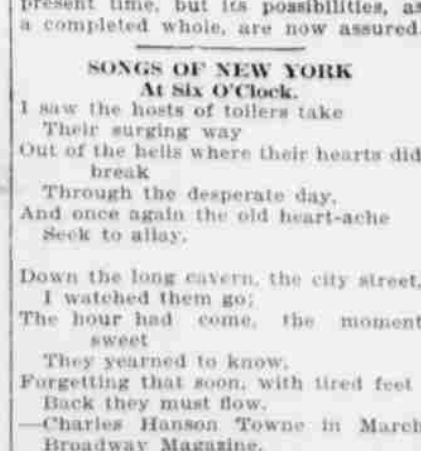 present time, but its possibilities, as
a completed whole, are now assured.
SONGS OF NEW YORK
At Six O'Clock.
I saw the hosts of toilers take
Their surging way
Out of the hells where their hearts did
break
Through the desperate day,
And once again the old heart-ache
Seek to allay.
Down the long cavern, the city street,
I watched them go;
The hour had come, the moment
sweet
They yearned to know,
Forgetting that soon, with tired feet
Back they must flow.
—Charles Hanson Towne in March
Broadway Magazine.